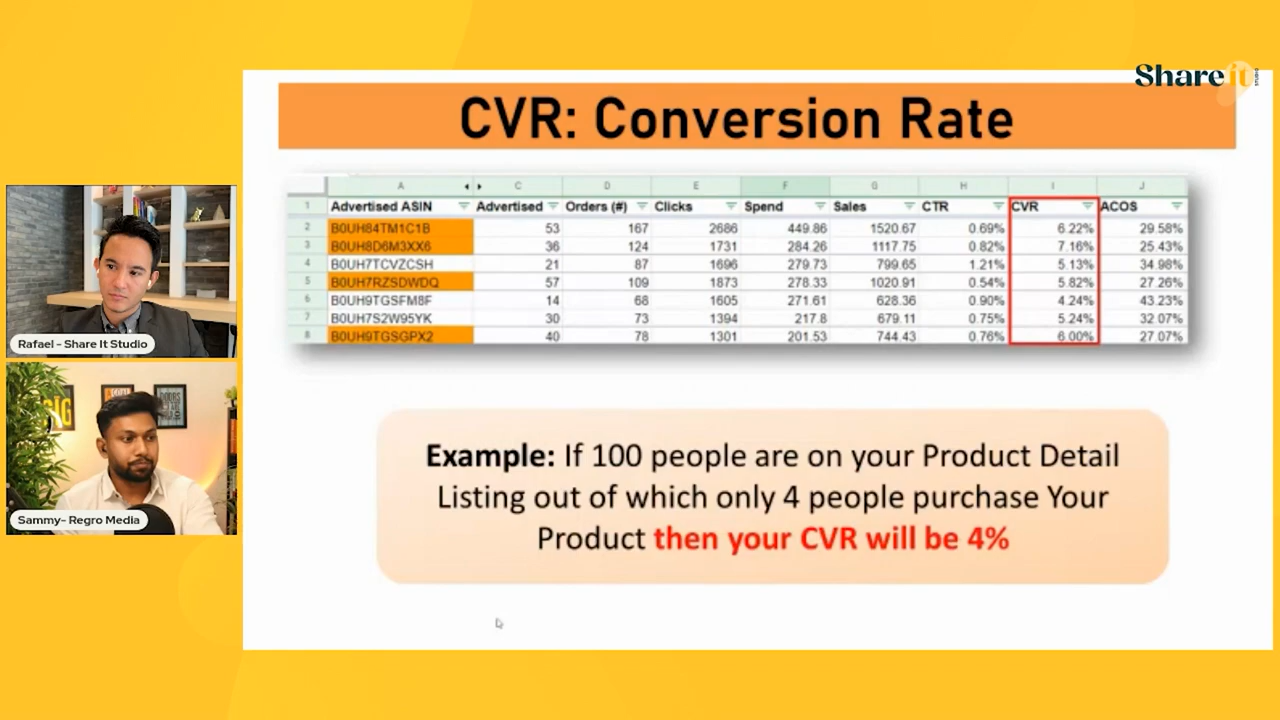 Share it
STUDIO
CVR: Conversion Rate
A C D E F G H I J
1 Advertised ASIN Advertised Orders (#) Clicks Spend Sales CTR CVR ACOS
2 B0UH84TM1C1B 53 167 2686 449.86 1520.67 0.69% 6.22% 29.58%
3 B0UH8D6M3XX6 36 124 1731 284.26 1117.75 0.82% 7.16% 25.43%
4 B0UH7TCVZCSH 21 87 1696 279.73 799.65 1.21% 5.13% 34.98%
5 B0UH7RZSDWDQ 57 109 1873 278.33 1020.91 0.54% 5.82% 27.26%
6 B0UH9TGSFM8F 14 68 1605 271.61 628.36 0.90% 4.24% 43.23%
7 B0UH7S2W95YK 30 73 1394 217.8 679.11 0.75% 5.24% 32.07%
8 B0UH9TGSGPX2 40 78 1301 201.53 744.43 0.76% 6.00% 27.07%
Rafael - Share It Studio
Example: If 100 people are on your Product Detail
Listing out of which only 4 people purchase Your
Product then your CVR will be 4%
Sammy- Regro Media